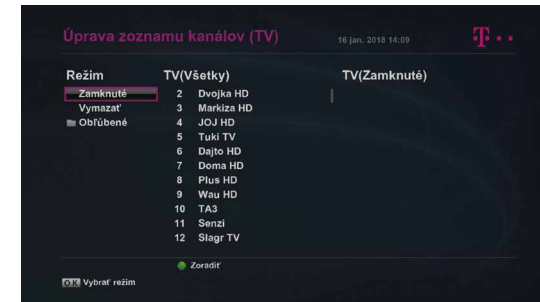 Úprava zoznamu kanálov (TV)
16 jan. 2018 14:09
T
Režim
TV(Všetky)
TV(Zamknuté)
Zamknuté
Vymazať
Obľúbené
2 Dvojka HD
3 Markiza HD
4 JOJ HD
5 Tuki TV
6 Dajto HD
7 Doma HD
8 Plus HD
9 Wau HD
10 TA3
11 Senzi
12 Slagr TV
Zoradiť
OK Vybrať režim